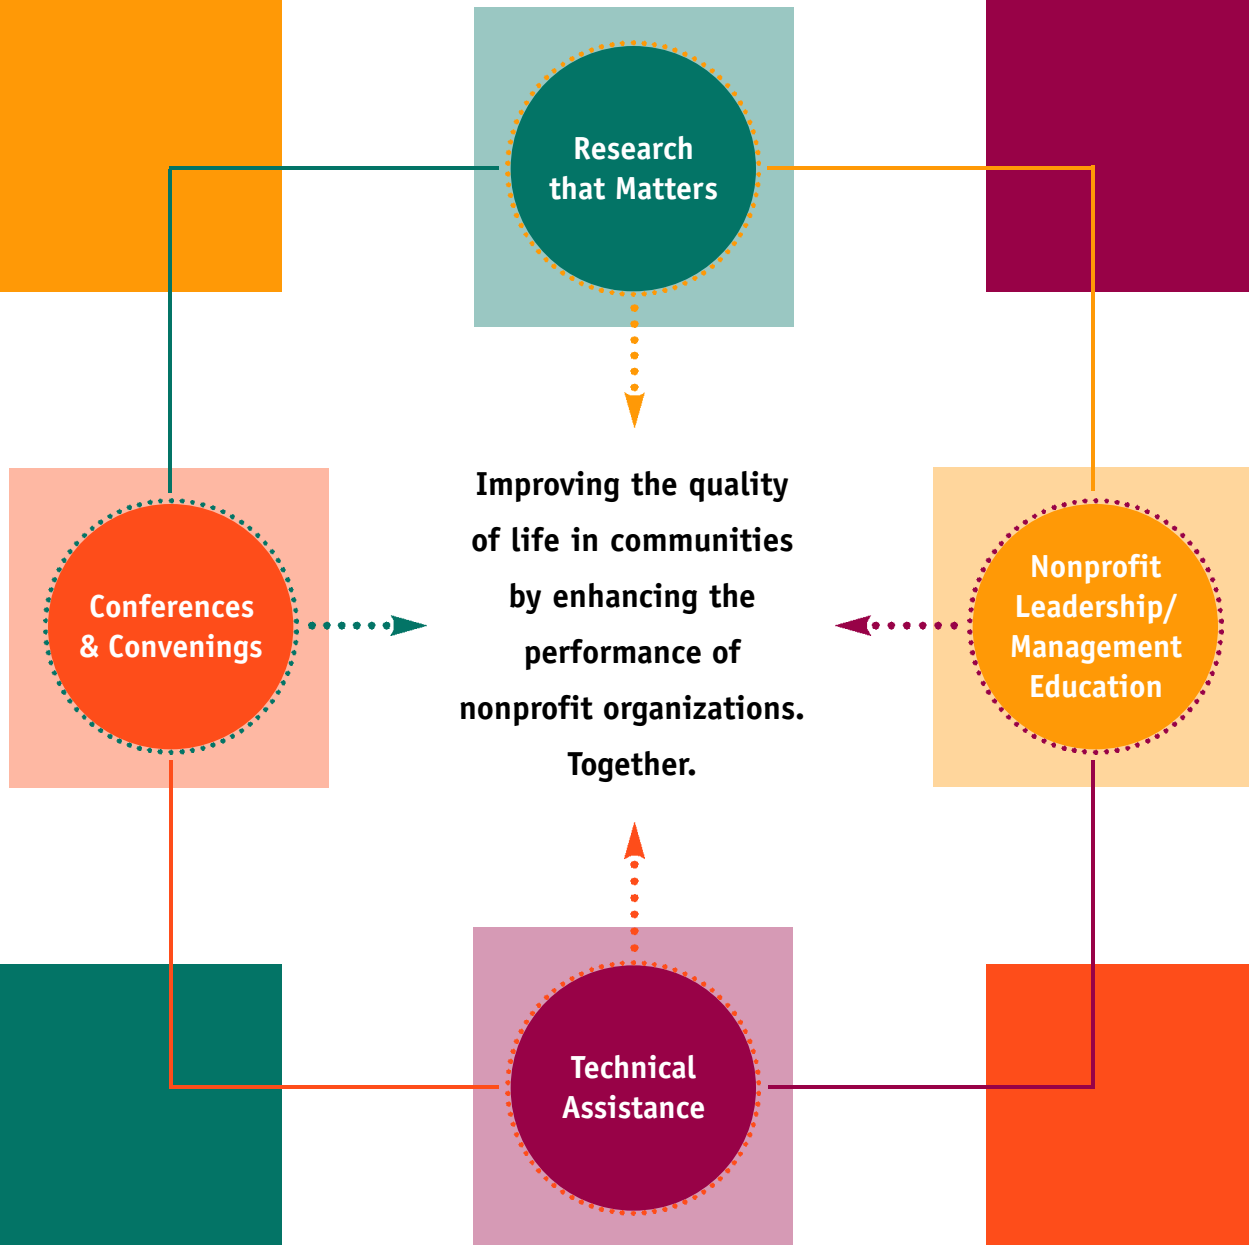 Research
that Matters
Improving the quality
of life in communities
by enhancing the
performance of
nonprofit organizations.
Together.
Conferences
& Convenings
Nonprofit
Leadership/
Management
Education
Technical
Assistance